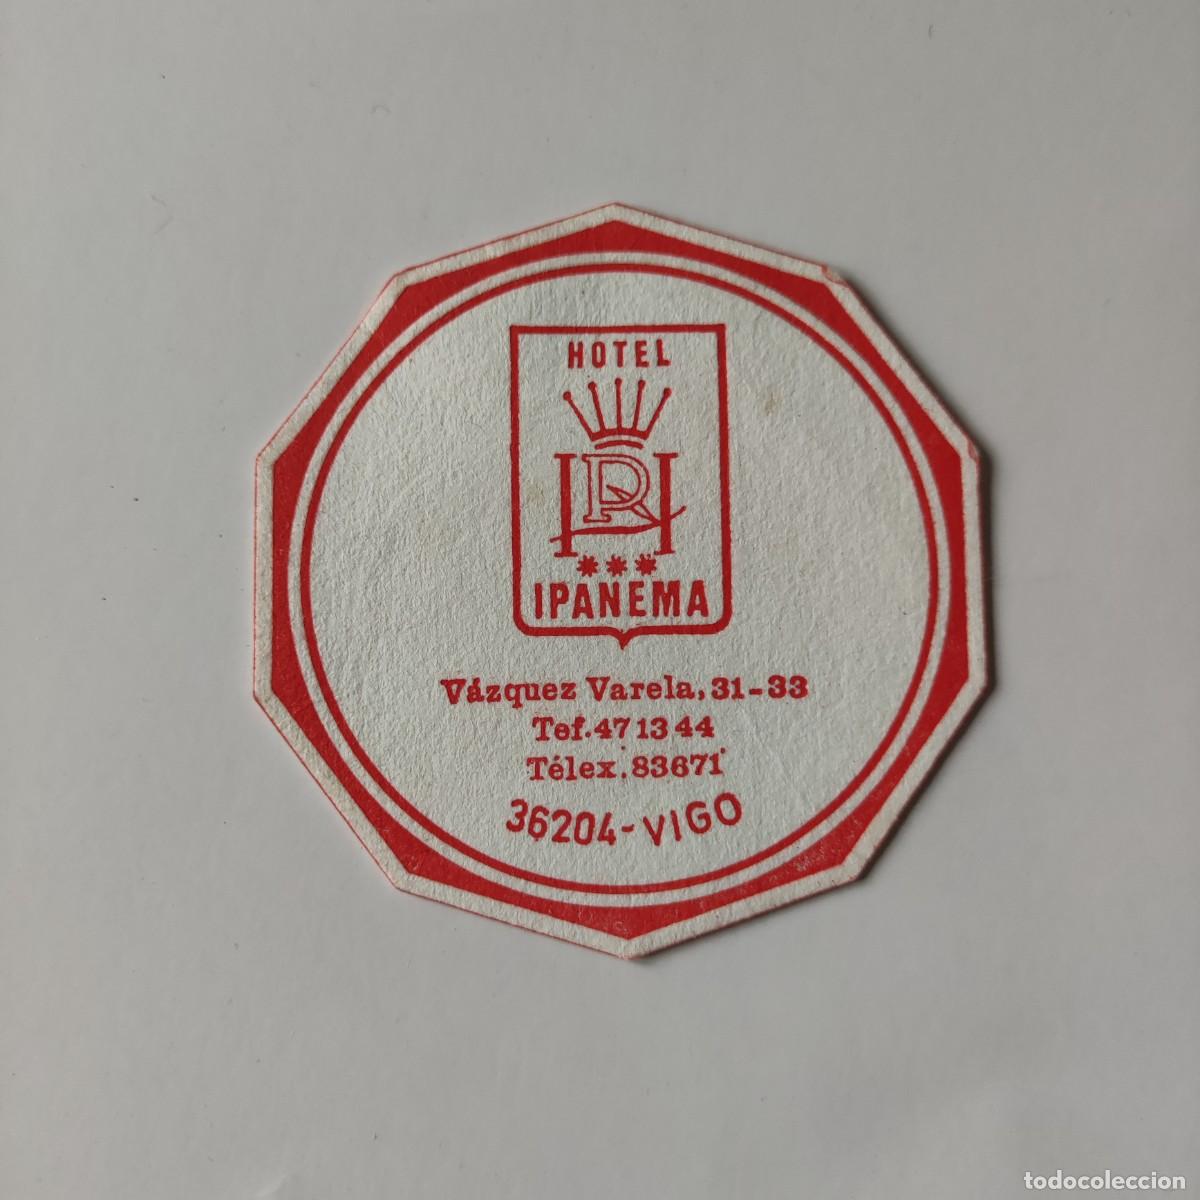 HOTEL
HR
***
IPANEMA
Vázquez Varela, 31-33
Tef. 47 13 44
Télex. 83671
36204-VIGO
todocoleccion